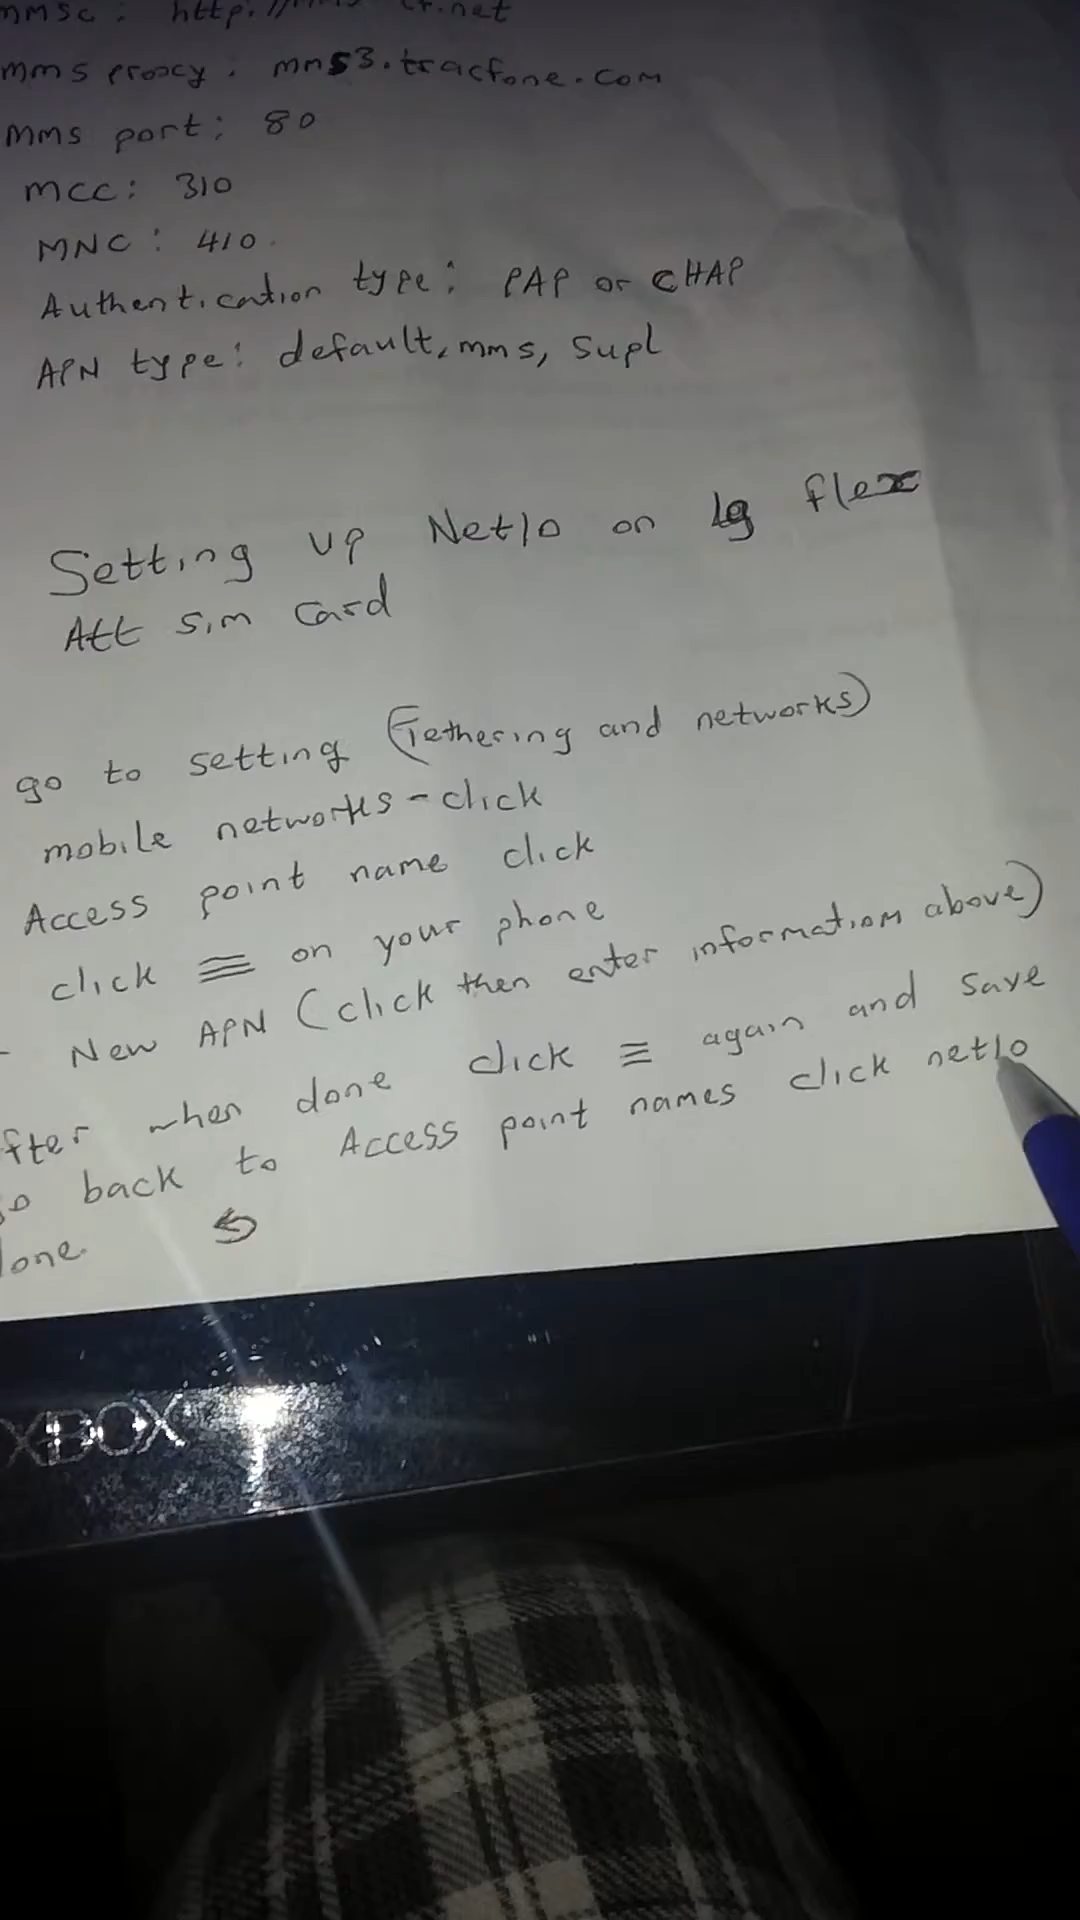 mmsc: http://
mms proxy: mms3.tracfone.com
mms port: 80
mcc: 310
MNC: 410
Authentication type: PAP or CHAP
APN type: default, mms, supl
Setting up Net10 on lg flex
Att sim card
go to setting (Tethering and networks)
mobile networks - click
Access point name click
click ≡ on your phone
- New APN (click then enter information above)
when done click ≡ again and save
back to Access point names click net10
XBOX